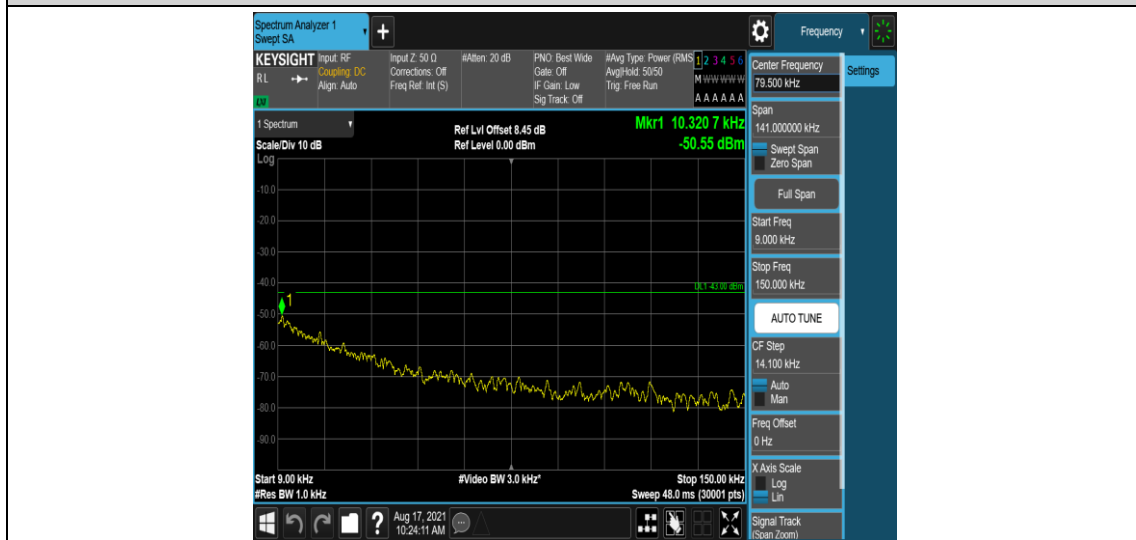 Spectrum Analyzer 1
Swept SA
+
Frequency
KEYSIGHT
RL
LXI
Input: RF
Coupling: DC
Align: Auto
Input Z: 50 Ω
Corrections: Off
Freq Ref: Int (S)
#Atten: 20 dB
PNO: Best Wide
Gate: Off
IF Gain: Low
Sig Track: Off
#Avg Type: Power (RMS
Avg|Hold: 50/50
Trig: Free Run
1 2 3 4 5 6
M W W W W W
A A A A A A
1 Spectrum
Scale/Div 10 dB
Log
Ref Lvl Offset 8.45 dB
Ref Level 0.00 dBm
Mkr1 10.320 7 kHz
-50.55 dBm
-10.0
-20.0
-30.0
-40.0
DL1 -43.00 dBm
1
-50.0
-60.0
-70.0
-80.0
-90.0
Start 9.00 kHz
#Res BW 1.0 kHz
#Video BW 3.0 kHz*
Stop 150.00 kHz
Sweep 48.0 ms (30001 pts)
Center Frequency
79.500 kHz
Settings
Span
141.000000 kHz
Swept Span
Zero Span
Full Span
Start Freq
9.000 kHz
Stop Freq
150.000 kHz
AUTO TUNE
CF Step
14.100 kHz
Auto
Man
Freq Offset
0 Hz
X Axis Scale
Log
Lin
Signal Track
(Span Zoom)
?
Aug 17, 2021
10:24:11 AM